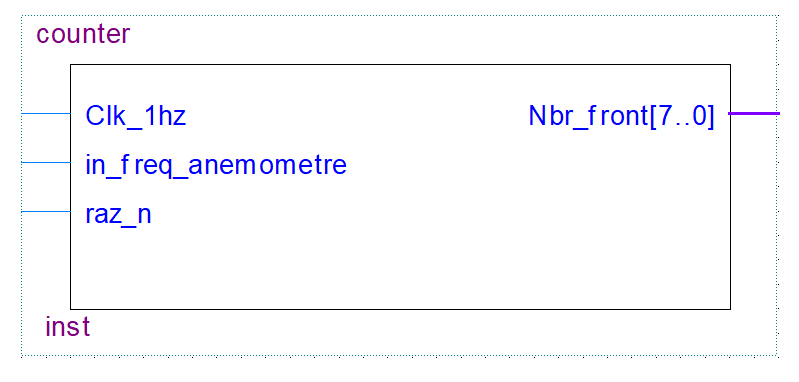 counter
Clk_1hz
Nbr_front[7..0]
in_freq_anemometre
raz_n
inst